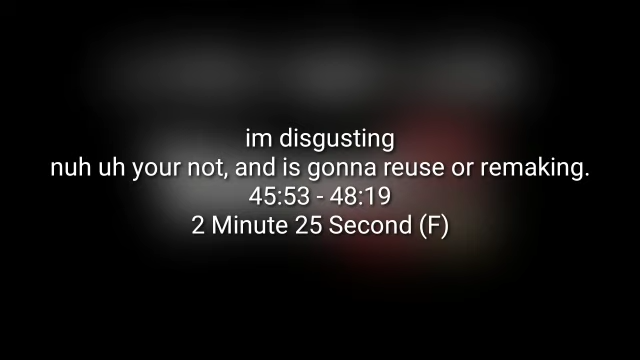 im disgusting
nuh uh your not, and is gonna reuse or remaking.
45:53 - 48:19
2 Minute 25 Second (F)